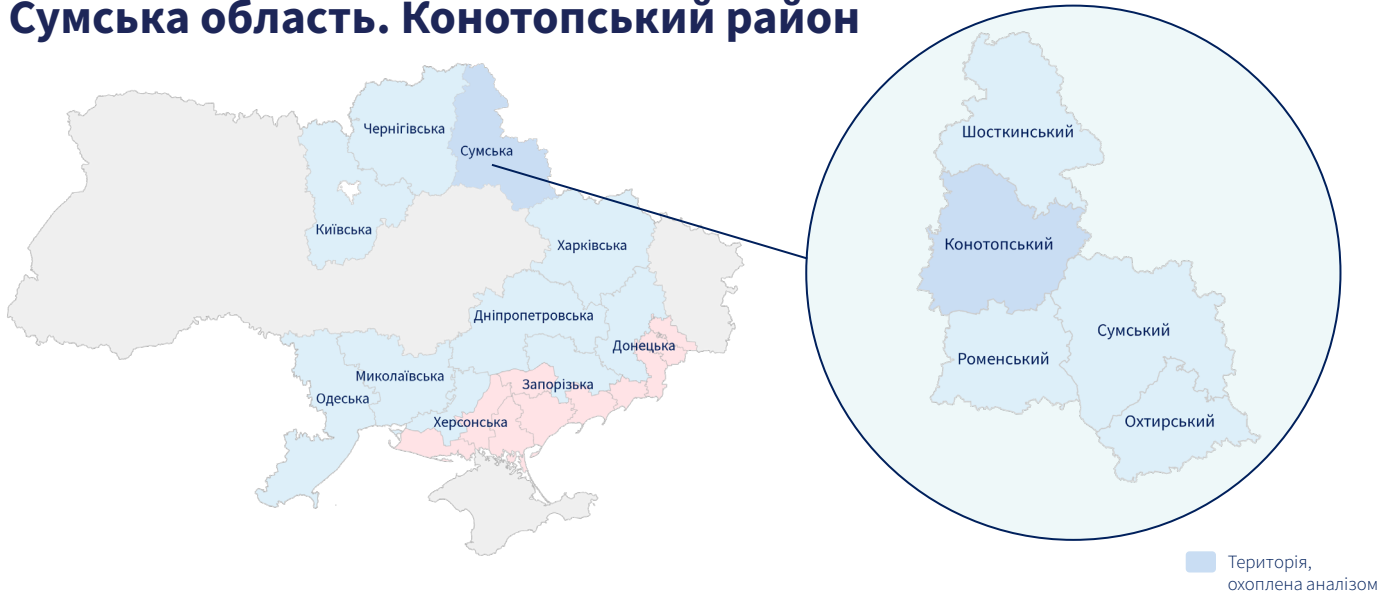 Сумська область. Конотопський район
Чернігівська
Сумська
Київська
Харківська
Дніпропетровська
Донецька
Миколаївська
Запорізька
Одеська
Херсонська
Шосткинський
Конотопський
Сумський
Роменський
Охтирський
Територія,
охоплена аналізом